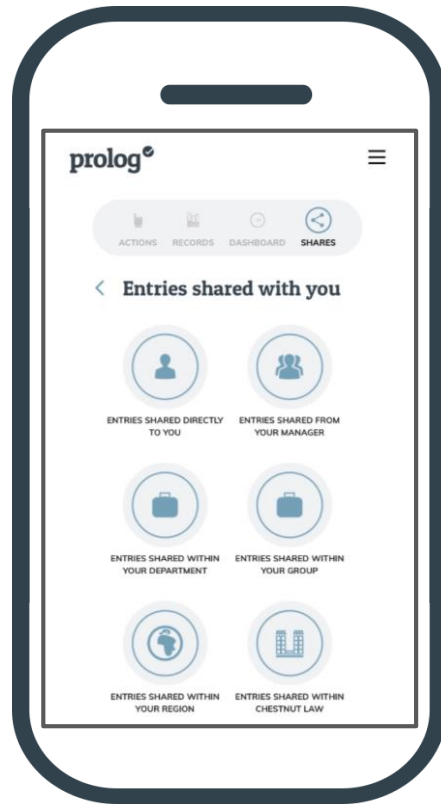 prolog
ACTIONS RECORDS DASHBOARD SHARES
Entries shared with you
ENTRIES SHARED DIRECTLY
TO YOU
ENTRIES SHARED FROM
YOUR MANAGER
ENTRIES SHARED WITHIN
YOUR DEPARTMENT
ENTRIES SHARED WITHIN
YOUR GROUP
ENTRIES SHARED WITHIN
YOUR REGION
ENTRIES SHARED WITHIN
CHESTNUT LAW